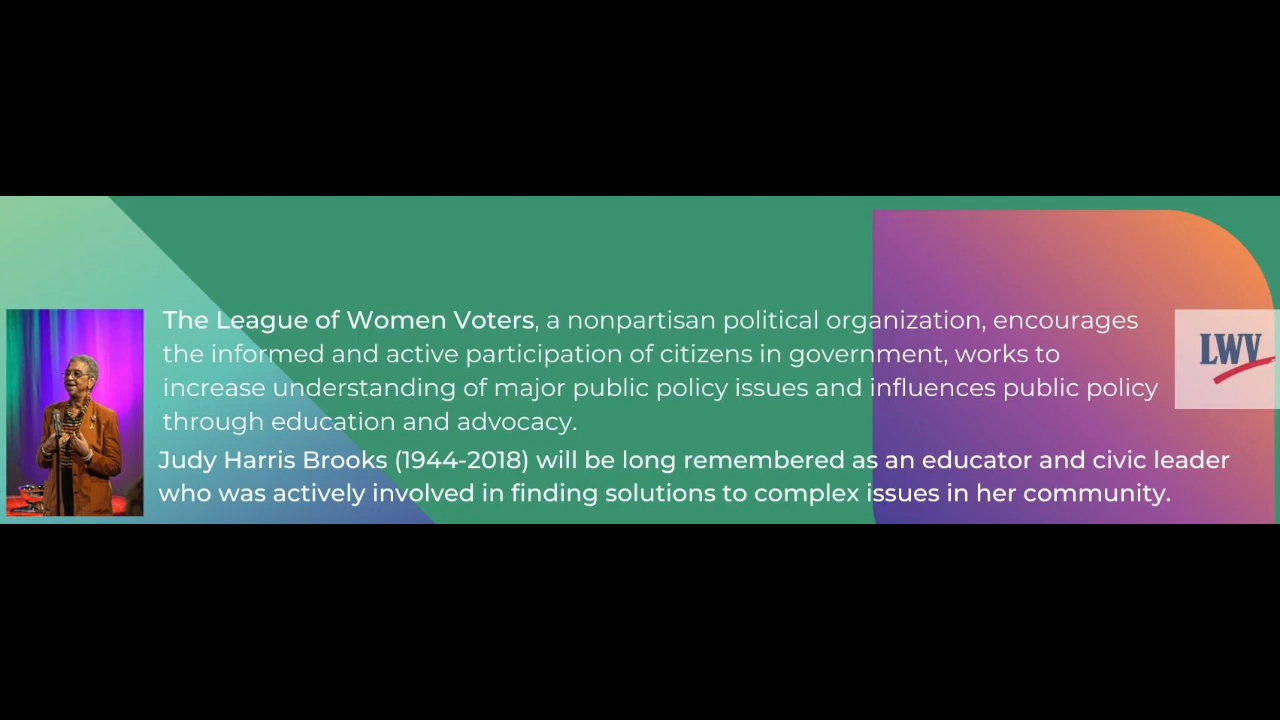 The League of Women Voters, a nonpartisan political organization, encourages
the informed and active participation of citizens in government, works to
increase understanding of major public policy issues and influences public policy
through education and advocacy.
LWV
Judy Harris Brooks (1944-2018) will be long remembered as an educator and civic leader
who was actively involved in finding solutions to complex issues in her community.